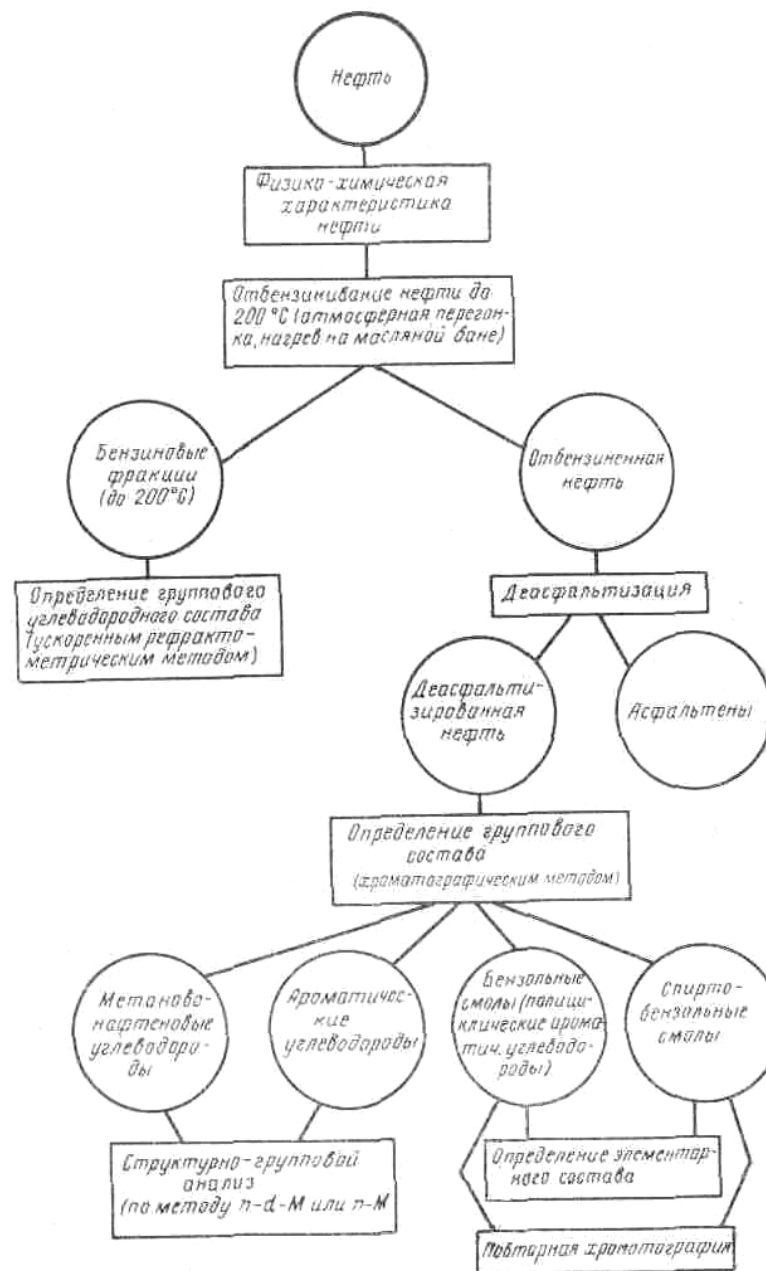 Нефть
Физико-химическая
характеристика
нефти
Отбензинивание нефти до
200°С (атмосферная перегон-
ка, нагрев на масляной бане)
Бензиновые
фракции
(до 200°С)
Отбензиненная
нефть
Определение группового
углеводородного состава
(ускоренным рефракто-
метрическим методом)
Деасфальтизация
Деасфальти-
зированная
нефть
Асфальтены
Определение группового
состава
(хроматографическим методом)
Метаново-
нафтеновые
углеводоро-
ды
Ароматичес-
кие
углеводороды
Бензольные
смолы (полицик-
лические арома-
тич. углеводо-
роды)
Спирто-
бензольные
смолы
Структурно-групповой
анализ
(по методу n-d-M или n-M
Определение элементар-
ного состава
Повторная хромотография